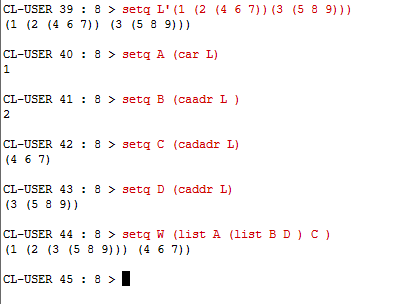 CL-USER 39 : 8 > setq L'(1 (2 (4 6 7))(3 (5 8 9)))
(1 (2 (4 6 7)) (3 (5 8 9)))
CL-USER 40 : 8 > setq A (car L)
1
CL-USER 41 : 8 > setq B (caadr L )
2
CL-USER 42 : 8 > setq C (cadadr L)
(4 6 7)
CL-USER 43 : 8 > setq D (caddr L)
(3 (5 8 9))
CL-USER 44 : 8 > setq W (list A (list B D ) C )
(1 (2 (3 (5 8 9))) (4 6 7))
CL-USER 45 : 8 >